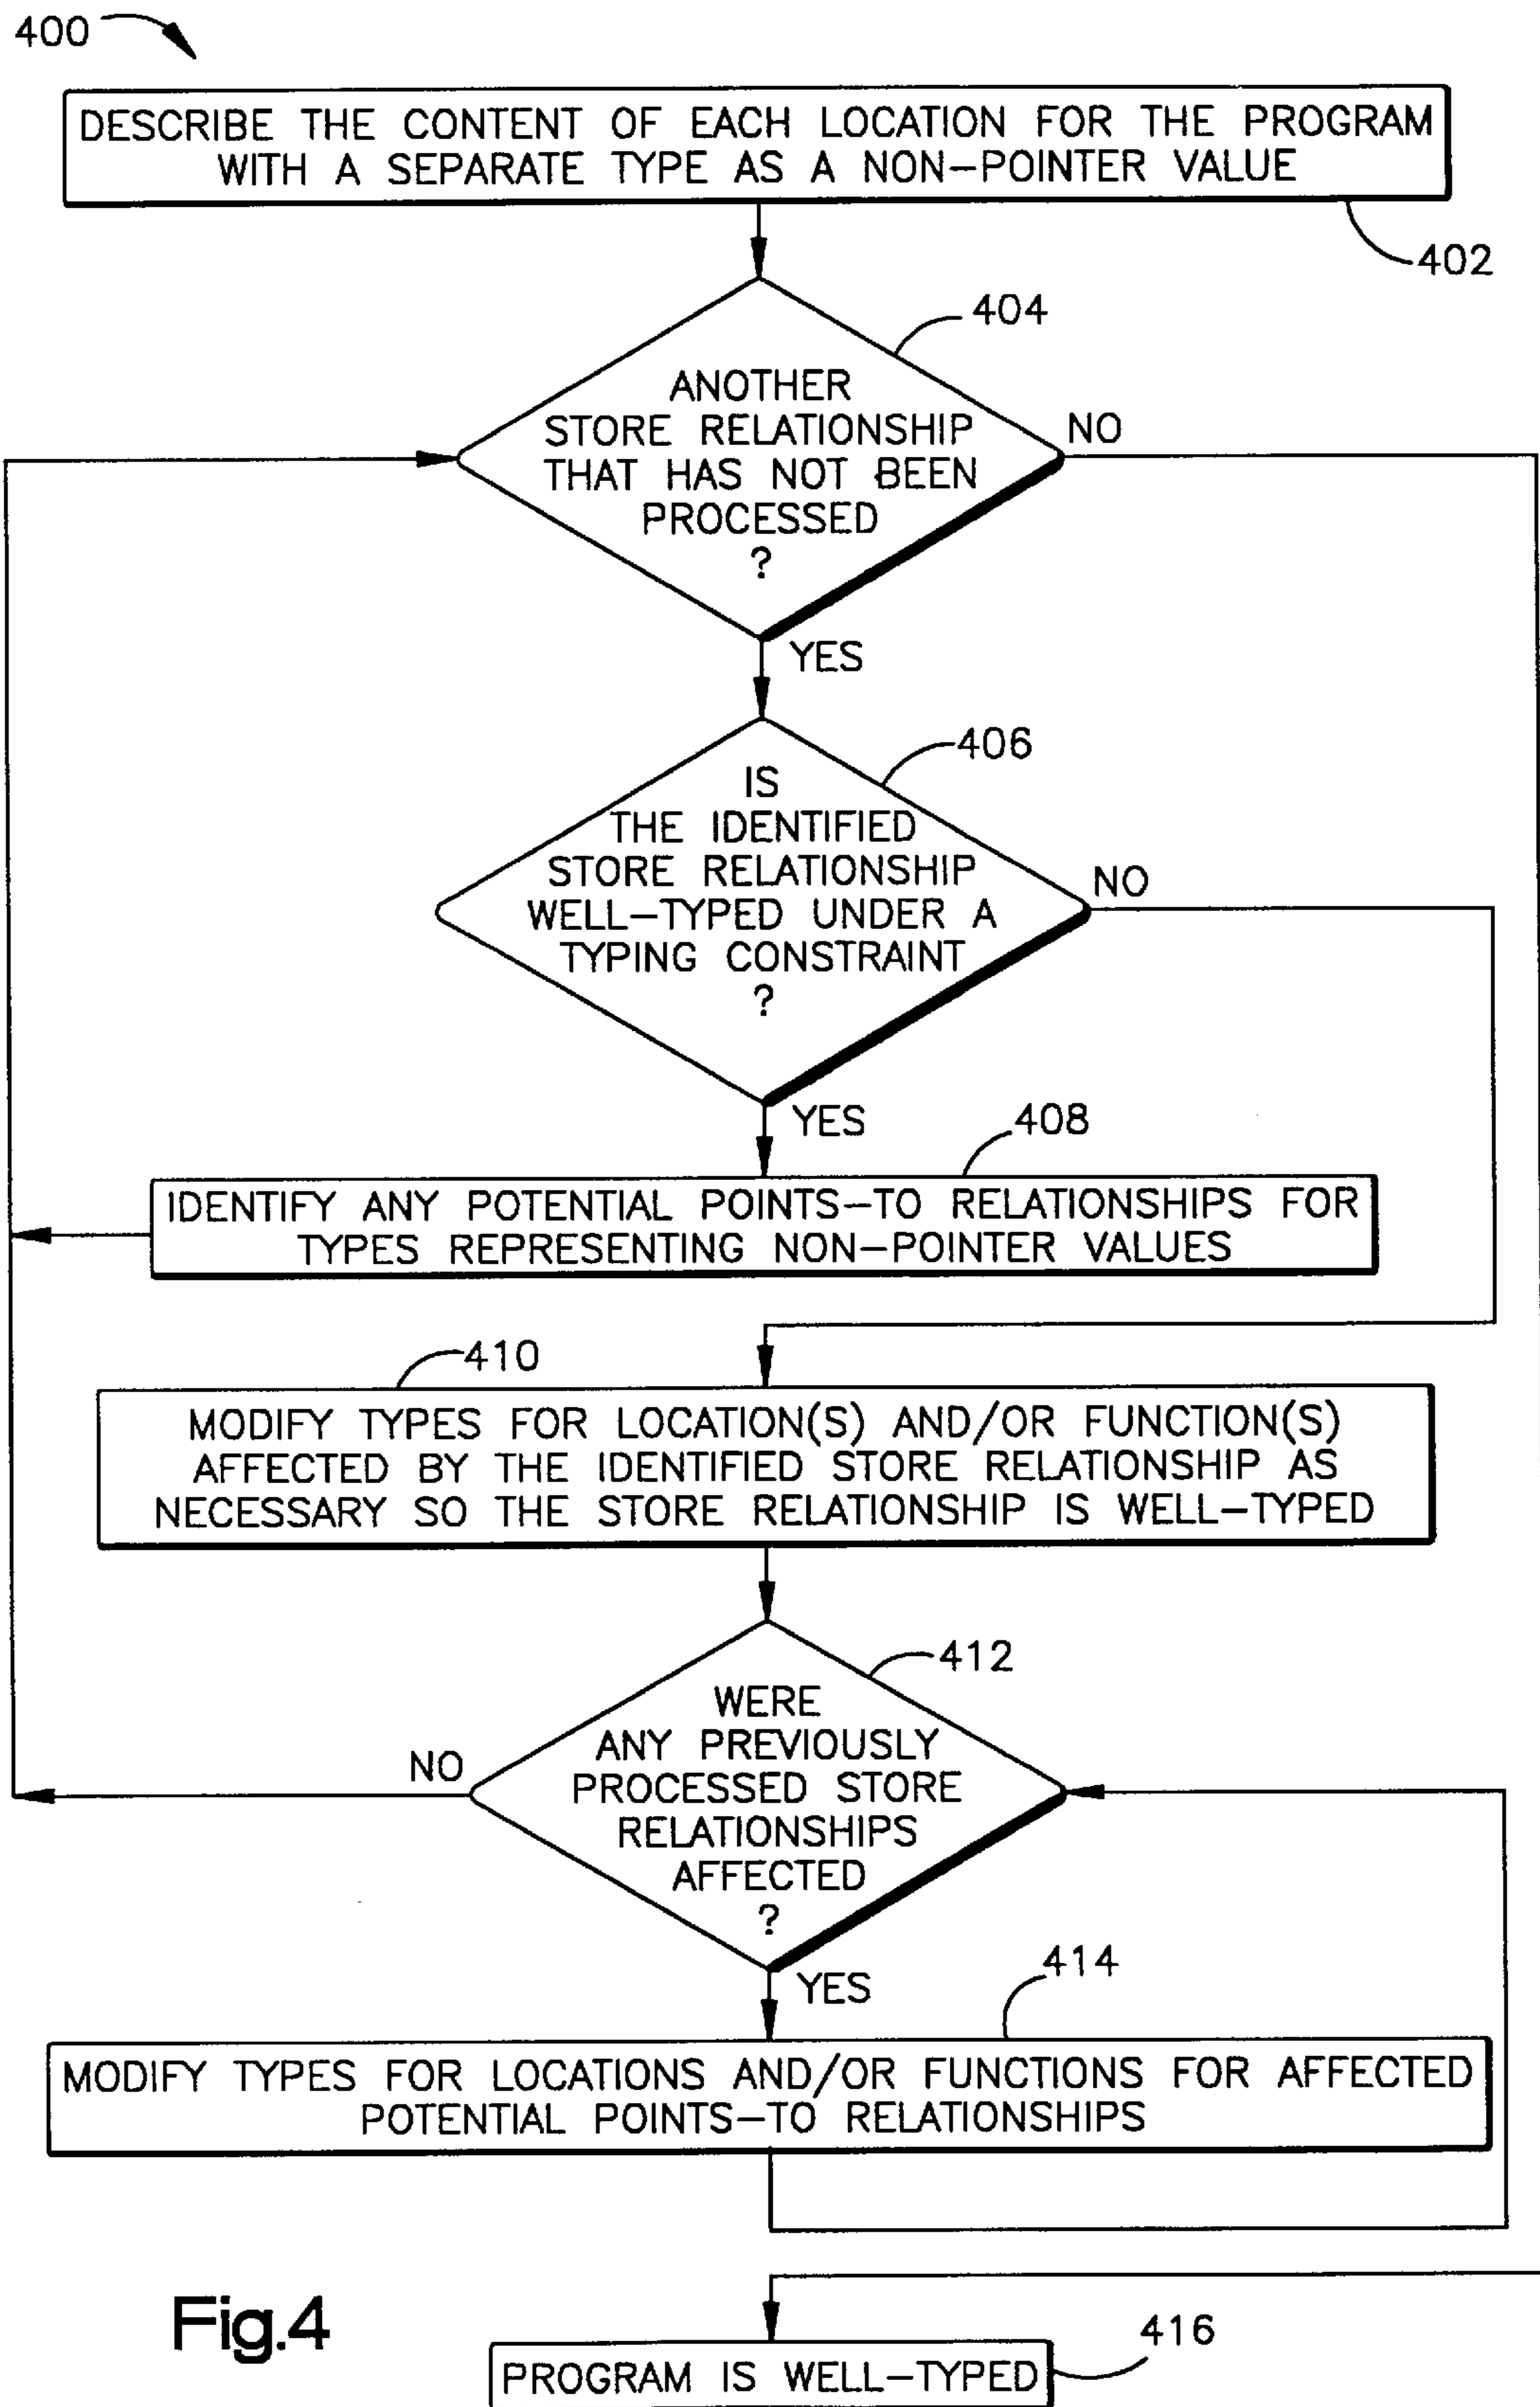 400
DESCRIBE THE CONTENT OF EACH LOCATION FOR THE PROGRAM
WITH A SEPARATE TYPE AS A NON-POINTER VALUE
402
404
ANOTHER
STORE RELATIONSHIP
THAT HAS NOT BEEN
PROCESSED
?
NO
YES
406
IS
THE IDENTIFIED
STORE RELATIONSHIP
WELL-TYPED UNDER A
TYPING CONSTRAINT
?
NO
YES
408
IDENTIFY ANY POTENTIAL POINTS-TO RELATIONSHIPS FOR
TYPES REPRESENTING NON-POINTER VALUES
410
MODIFY TYPES FOR LOCATION(S) AND/OR FUNCTION(S)
AFFECTED BY THE IDENTIFIED STORE RELATIONSHIP AS
NECESSARY SO THE STORE RELATIONSHIP IS WELL-TYPED
412
WERE
ANY PREVIOUSLY
PROCESSED STORE
RELATIONSHIPS
AFFECTED
?
NO
YES
414
MODIFY TYPES FOR LOCATIONS AND/OR FUNCTIONS FOR AFFECTED
POTENTIAL POINTS-TO RELATIONSHIPS
Fig.4
416
PROGRAM IS WELL-TYPED